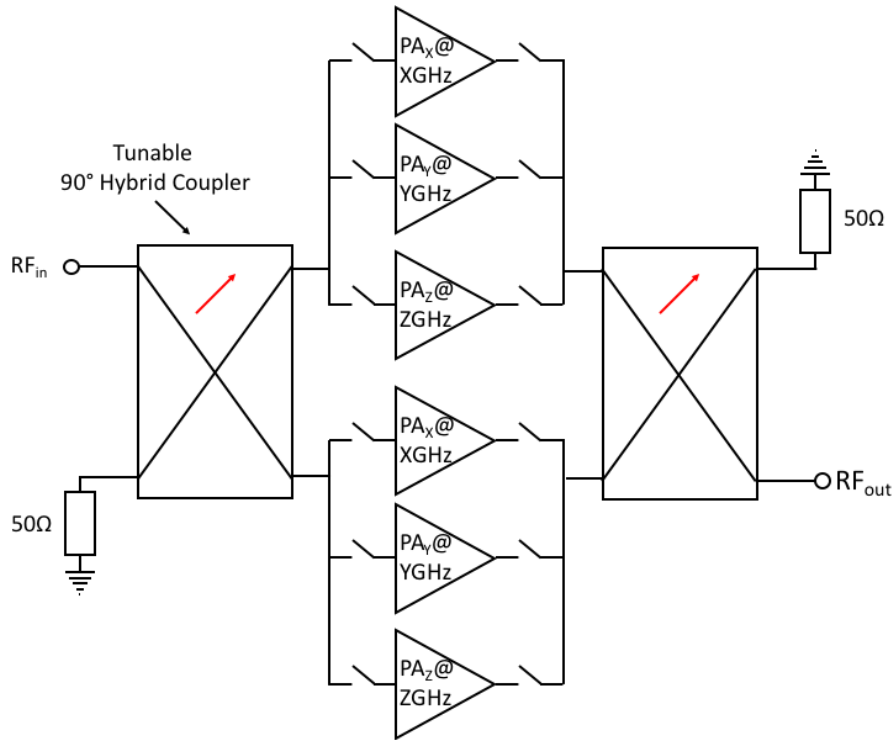 PAX@
XGHz
PAY@
YGHz
Tunable
90° Hybrid Coupler
50Ω
RFin
PAZ@
ZGHz
PAX@
XGHz
RFout
50Ω
PAY@
YGHz
PAZ@
ZGHz